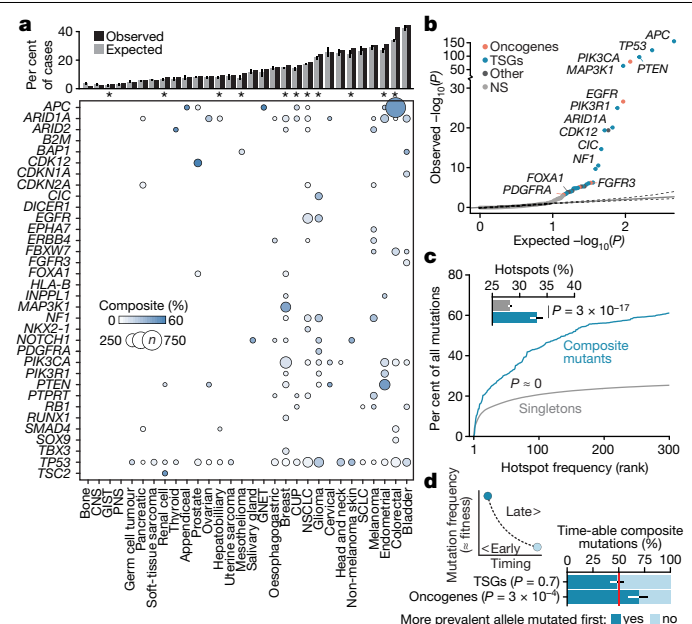 a
Per cent
of cases
40
20
0
Observed
Expected
* * * * * * * * * *
APC
ARID1A
ARID2
B2M
BAP1
CDK12
CDKN1A
CDKN2A
CIC
DICER1
EGFR
EPHA7
ERBB4
FBXW7
FGFR3
FOXA1
HLA-B
INPPL1
MAP3K1
NF1
NKX2-1
NOTCH1
PDGFRA
PIK3CA
PIK3R1
PTEN
PTPRT
RB1
RUNX1
SMAD4
SOX9
TBX3
TP53
TSC2
Composite (%)
0 60
250 n 750
Bone
CNS
GIST
PNS
Germ cell tumour
Pancreatic
Soft-tissue sarcoma
Renal cell
Thyroid
Appendiceal
Prostate
Ovarian
Hepatobilliary
Uterine sarcoma
Mesothelioma
Salivary gland
GNET
Oesophagogastric
Breast
CUP
NSCLC
Glioma
Cervical
Head and neck
Non-melanoma skin
SCLC
Melanoma
Endometrial
Colorectal
Bladder
b
Observed −log10(P)
150
100
50
30
20
10
0
Oncogenes
TSGs
Other
NS
APC
TP53
PIK3CA
MAP3K1
PTEN
EGFR
PIK3R1
ARID1A
CDK12
CIC
NF1
FOXA1
PDGFRA
FGFR3
0 1 2
Expected −log10(P)
c
Hotspots (%)
25 30 35 40
P = 3 × 10−17
Per cent of all mutations
80
60
40
20
0
Composite
mutants
P ≈ 0
Singletons
1 100 200 300
Hotspot frequency (rank)
d
Mutation frequency
(≈ fitness)
Late>
<Early
Timing
Time-able composite
mutations (%)
0 25 50 75 100
TSGs (P = 0.7)
Oncogenes (P = 3 × 10−4)
More prevalent allele mutated first: yes no